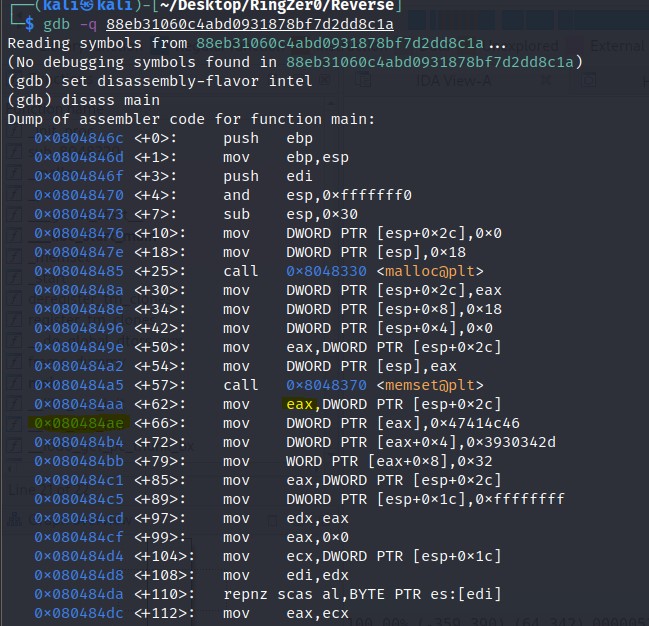 ┌──(kali㉿kali)-[~/Desktop/RingZer0/Reverse]
└─$ gdb -q 88eb31060c4abd0931878bf7d2dd8c1a
Reading symbols from 88eb31060c4abd0931878bf7d2dd8c1a...
(No debugging symbols found in 88eb31060c4abd0931878bf7d2dd8c1a)
(gdb) set disassembly-flavor intel
(gdb) disass main
Dump of assembler code for function main:
0x0804846c <+0>: push ebp
0x0804846d <+1>: mov ebp,esp
0x0804846f <+3>: push edi
0x08048470 <+4>: and esp,0xfffffff0
0x08048473 <+7>: sub esp,0x30
0x08048476 <+10>: mov DWORD PTR [esp+0x2c],0x0
0x0804847e <+18>: mov DWORD PTR [esp],0x18
0x08048485 <+25>: call 0x8048330 <malloc@plt>
0x0804848a <+30>: mov DWORD PTR [esp+0x2c],eax
0x0804848e <+34>: mov DWORD PTR [esp+0x8],0x18
0x08048496 <+42>: mov DWORD PTR [esp+0x4],0x0
0x0804849e <+50>: mov eax,DWORD PTR [esp+0x2c]
0x080484a2 <+54>: mov DWORD PTR [esp],eax
0x080484a5 <+57>: call 0x8048370 <memset@plt>
0x080484aa <+62>: mov eax,DWORD PTR [esp+0x2c]
0x080484ae <+66>: mov DWORD PTR [eax],0x47414c46
0x080484b4 <+72>: mov DWORD PTR [eax+0x4],0x3930342d
0x080484bb <+79>: mov WORD PTR [eax+0x8],0x32
0x080484c1 <+85>: mov eax,DWORD PTR [esp+0x2c]
0x080484c5 <+89>: mov DWORD PTR [esp+0x1c],0xffffffff
0x080484cd <+97>: mov edx,eax
0x080484cf <+99>: mov eax,0x0
0x080484d4 <+104>: mov ecx,DWORD PTR [esp+0x1c]
0x080484d8 <+108>: mov edi,edx
0x080484da <+110>: repnz scas al,BYTE PTR es:[edi]
0x080484dc <+112>: mov eax,ecx